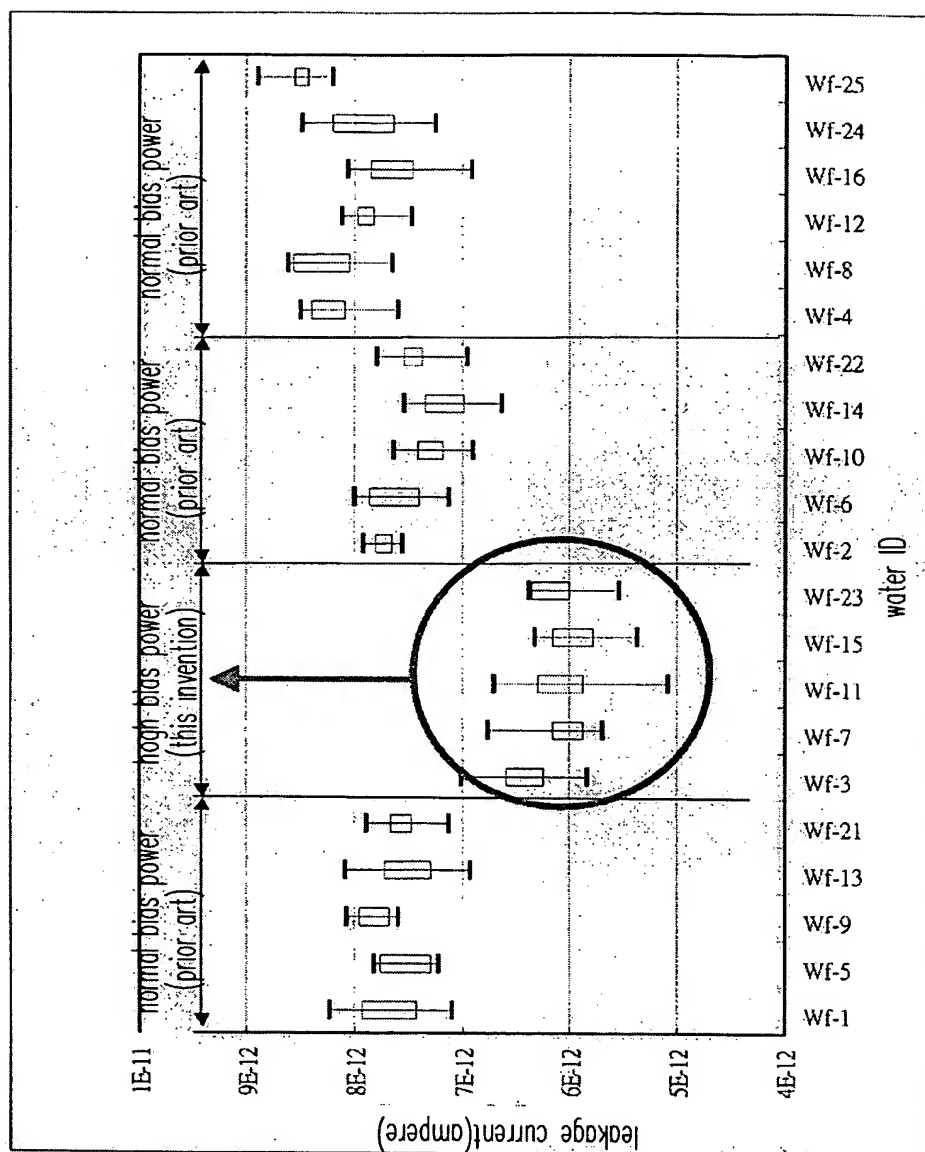 normal bias power
(prior art)
hogh bias power
(this invention)
normal bias power
(prior art)
normal bias power
(prior art)
1E-11
9E-12
8E-12
7E-12
6E-12
5E-12
4E-12
leakage current(ampere)
Wf-1
Wf-5
Wf-9
Wf-13
Wf-21
Wf-3
Wf-7
Wf-11
Wf-15
Wf-23
Wf-2
Wf-6
Wf-10
Wf-14
Wf-22
Wf-4
Wf-8
Wf-12
Wf-16
Wf-24
Wf-25
water ID